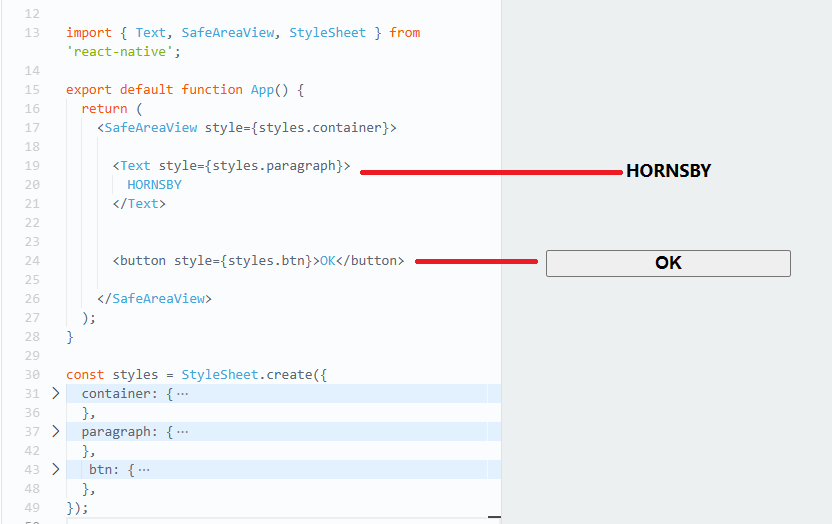 12
13 import { Text, SafeAreaView, StyleSheet } from
'react-native';
14
15 export default function App() {
16 return (
17 <SafeAreaView style={styles.container}>
18
19 <Text style={styles.paragraph}> HORNSBY
20 HORNSBY
21 </Text>
22
23
24 <button style={styles.btn}>OK</button> OK
25
26 </SafeAreaView>
27 );
28 }
29
30 const styles = StyleSheet.create({
31 container: {···
36 },
37 paragraph: {···
42 },
43 btn: {···
48 },
49 });